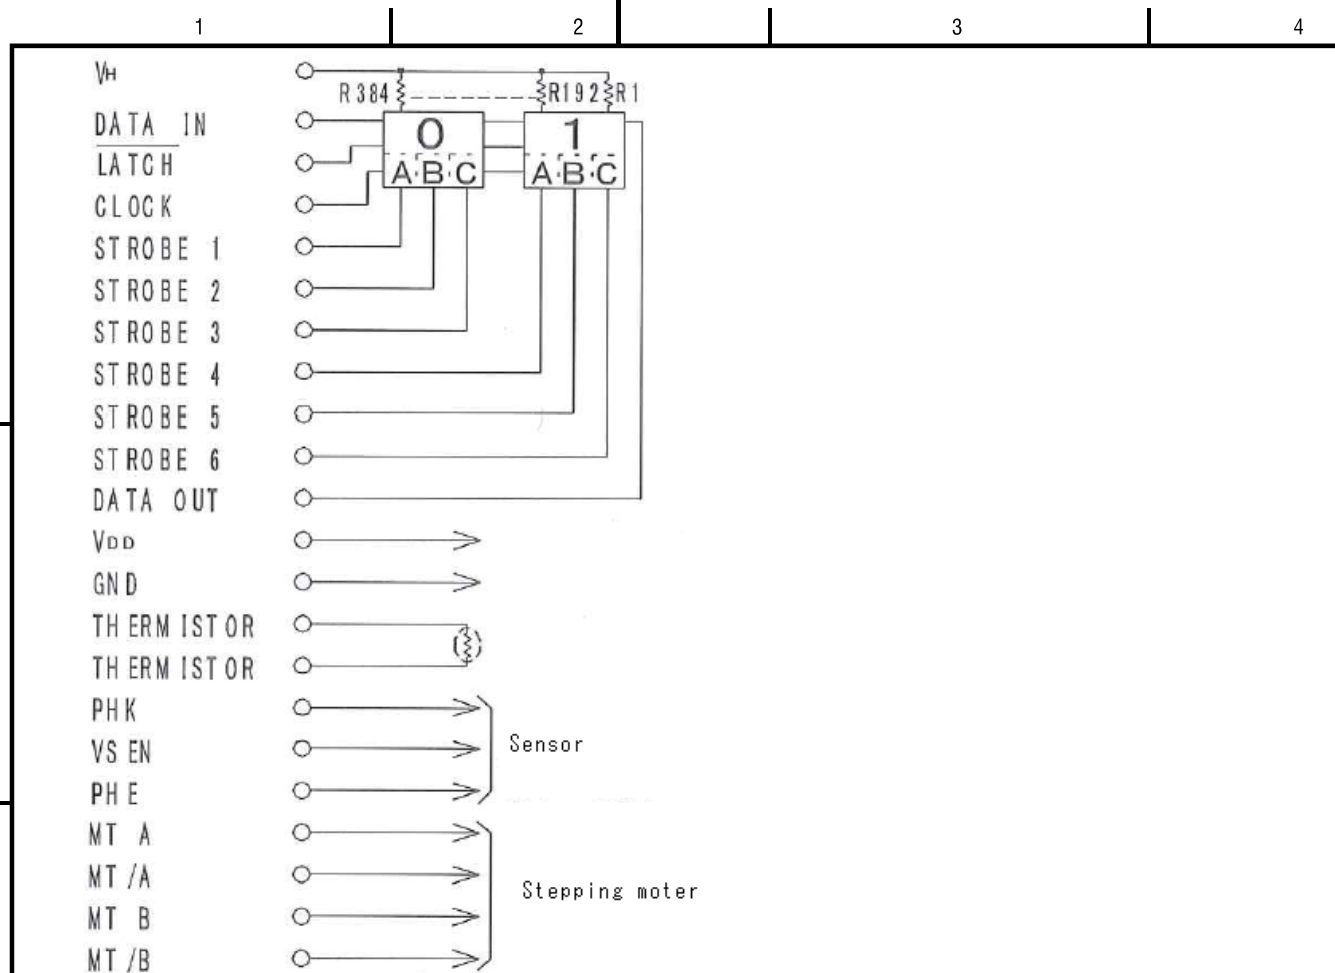 1 2 3 4
VH
R384 R192 R1
DATA IN
0 1
LATCH
A B C A B C
CLOCK
STROBE 1
STROBE 2
STROBE 3
STROBE 4
STROBE 5
STROBE 6
DATA OUT
VDD
GND
THERMISTOR
THERMISTOR
PHK
VSEN
Sensor
PHE
MT A
MT /A
Stepping moter
MT B
MT /B